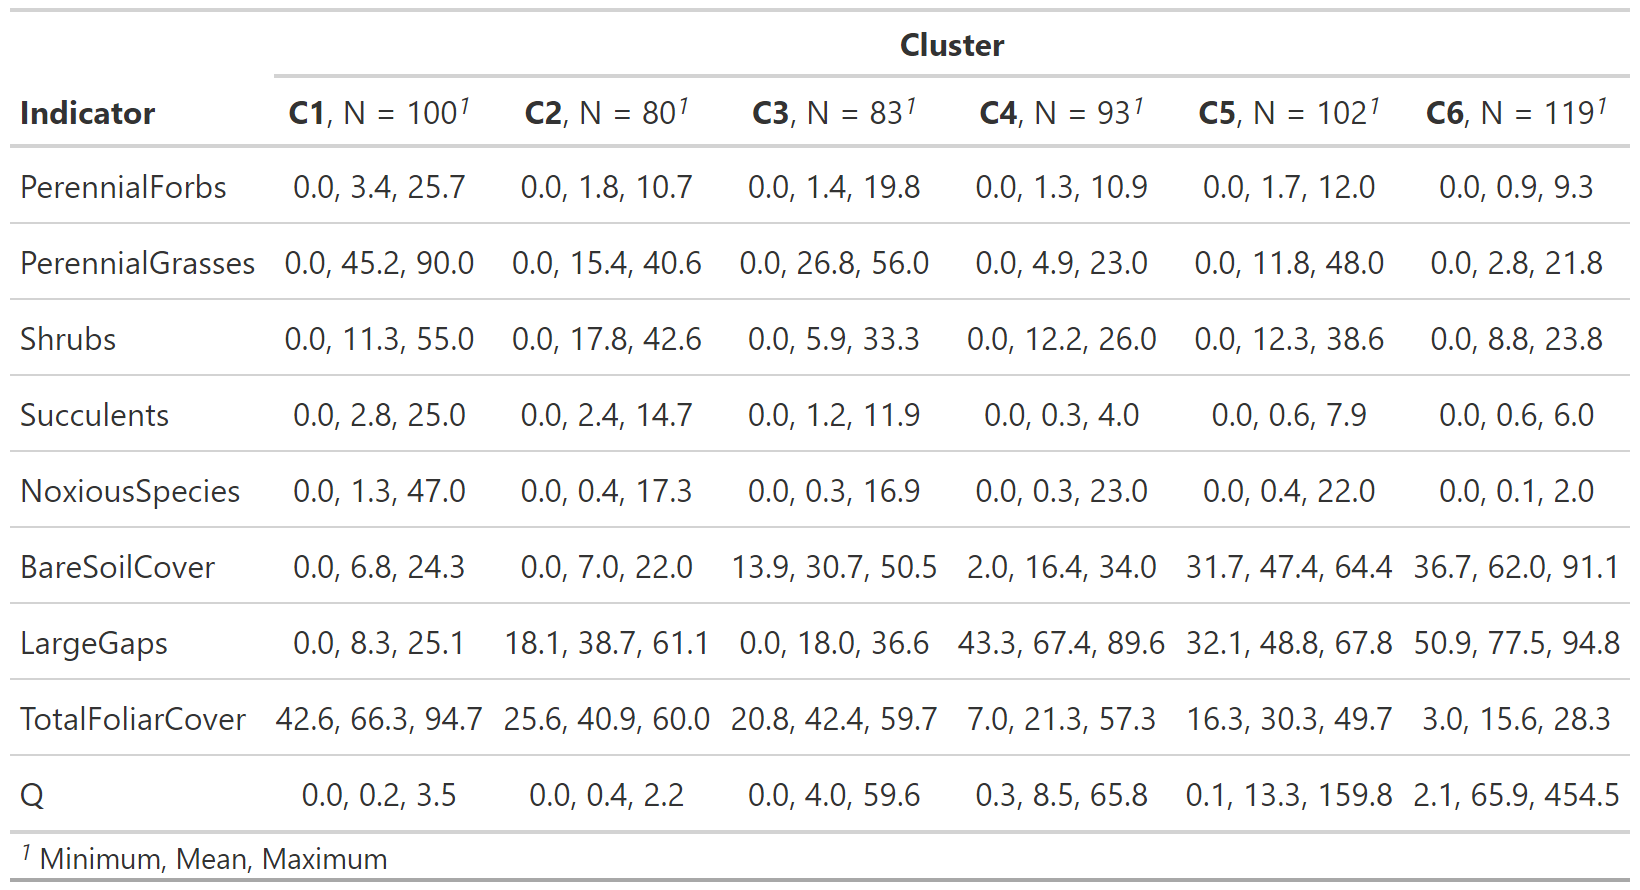 Cluster
Indicator C1, N = 100¹ C2, N = 80¹ C3, N = 83¹ C4, N = 93¹ C5, N = 102¹ C6, N = 119¹
PerennialForbs 0.0, 3.4, 25.7 0.0, 1.8, 10.7 0.0, 1.4, 19.8 0.0, 1.3, 10.9 0.0, 1.7, 12.0 0.0, 0.9, 9.3
PerennialGrasses 0.0, 45.2, 90.0 0.0, 15.4, 40.6 0.0, 26.8, 56.0 0.0, 4.9, 23.0 0.0, 11.8, 48.0 0.0, 2.8, 21.8
Shrubs 0.0, 11.3, 55.0 0.0, 17.8, 42.6 0.0, 5.9, 33.3 0.0, 12.2, 26.0 0.0, 12.3, 38.6 0.0, 8.8, 23.8
Succulents 0.0, 2.8, 25.0 0.0, 2.4, 14.7 0.0, 1.2, 11.9 0.0, 0.3, 4.0 0.0, 0.6, 7.9 0.0, 0.6, 6.0
NoxiousSpecies 0.0, 1.3, 47.0 0.0, 0.4, 17.3 0.0, 0.3, 16.9 0.0, 0.3, 23.0 0.0, 0.4, 22.0 0.0, 0.1, 2.0
BareSoilCover 0.0, 6.8, 24.3 0.0, 7.0, 22.0 13.9, 30.7, 50.5 2.0, 16.4, 34.0 31.7, 47.4, 64.4 36.7, 62.0, 91.1
LargeGaps 0.0, 8.3, 25.1 18.1, 38.7, 61.1 0.0, 18.0, 36.6 43.3, 67.4, 89.6 32.1, 48.8, 67.8 50.9, 77.5, 94.8
TotalFoliarCover 42.6, 66.3, 94.7 25.6, 40.9, 60.0 20.8, 42.4, 59.7 7.0, 21.3, 57.3 16.3, 30.3, 49.7 3.0, 15.6, 28.3
Q 0.0, 0.2, 3.5 0.0, 0.4, 2.2 0.0, 4.0, 59.6 0.3, 8.5, 65.8 0.1, 13.3, 159.8 2.1, 65.9, 454.5
¹ Minimum, Mean, Maximum